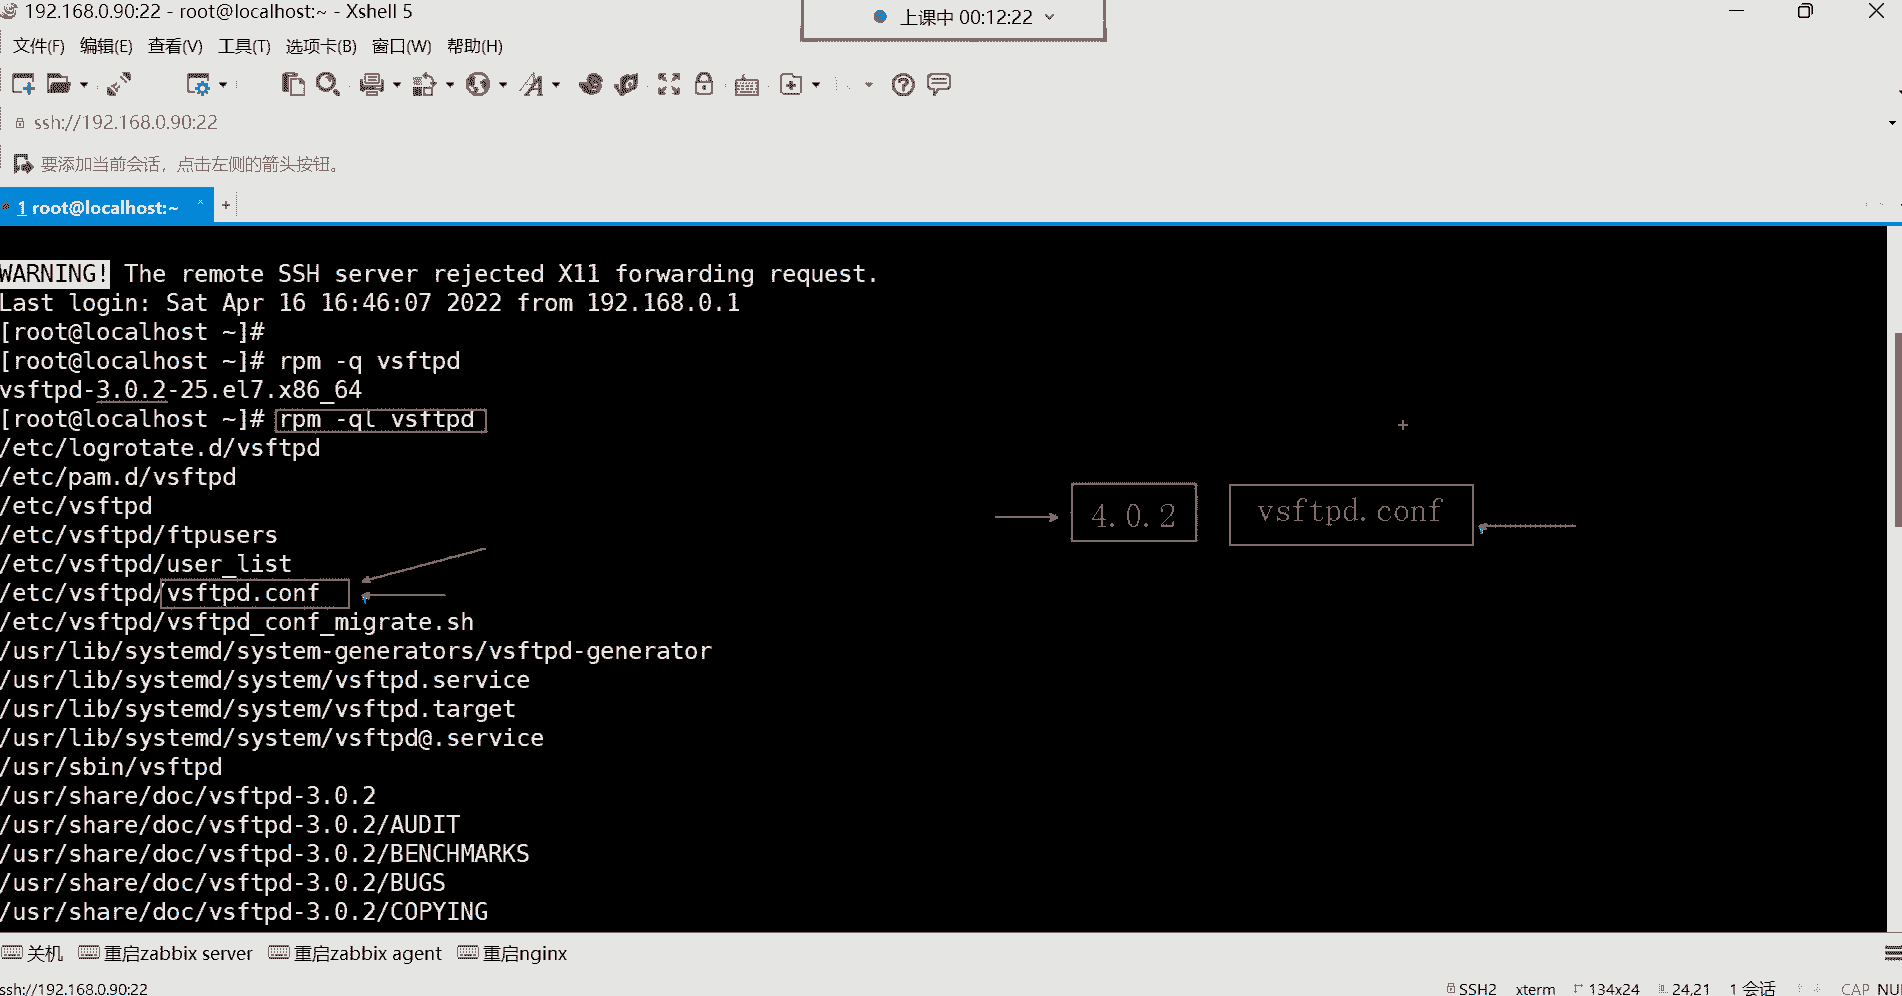 192.168.0.90:22 - root@localhost:~ - Xshell 5
上课中 00:12:22
文件(F) 编辑(E) 查看(V) 工具(T) 选项卡(B) 窗口(W) 帮助(H)
ssh://192.168.0.90:22
要添加当前会话，点击左侧的箭头按钮。
1 root@localhost:~ × +
WARNING! The remote SSH server rejected X11 forwarding request.
Last login: Sat Apr 16 16:46:07 2022 from 192.168.0.1
[root@localhost ~]#
[root@localhost ~]# rpm -q vsftpd
vsftpd-3.0.2-25.el7.x86_64
[root@localhost ~]# rpm -ql vsftpd
/etc/logrotate.d/vsftpd
/etc/pam.d/vsftpd
/etc/vsftpd
/etc/vsftpd/ftpusers
/etc/vsftpd/user_list
/etc/vsftpd/vsftpd.conf
/etc/vsftpd/vsftpd_conf_migrate.sh
/usr/lib/systemd/system-generators/vsftpd-generator
/usr/lib/systemd/system/vsftpd.service
/usr/lib/systemd/system/vsftpd.target
/usr/lib/systemd/system/vsftpd@.service
/usr/sbin/vsftpd
/usr/share/doc/vsftpd-3.0.2
/usr/share/doc/vsftpd-3.0.2/AUDIT
/usr/share/doc/vsftpd-3.0.2/BENCHMARKS
/usr/share/doc/vsftpd-3.0.2/BUGS
/usr/share/doc/vsftpd-3.0.2/COPYING
4.0.2 vsftpd.conf
关机 重启zabbix server 重启zabbix agent 重启nginx
ssh://192.168.0.90:22 SSH2 xterm 134x24 24,21 1 会话 CAP NU